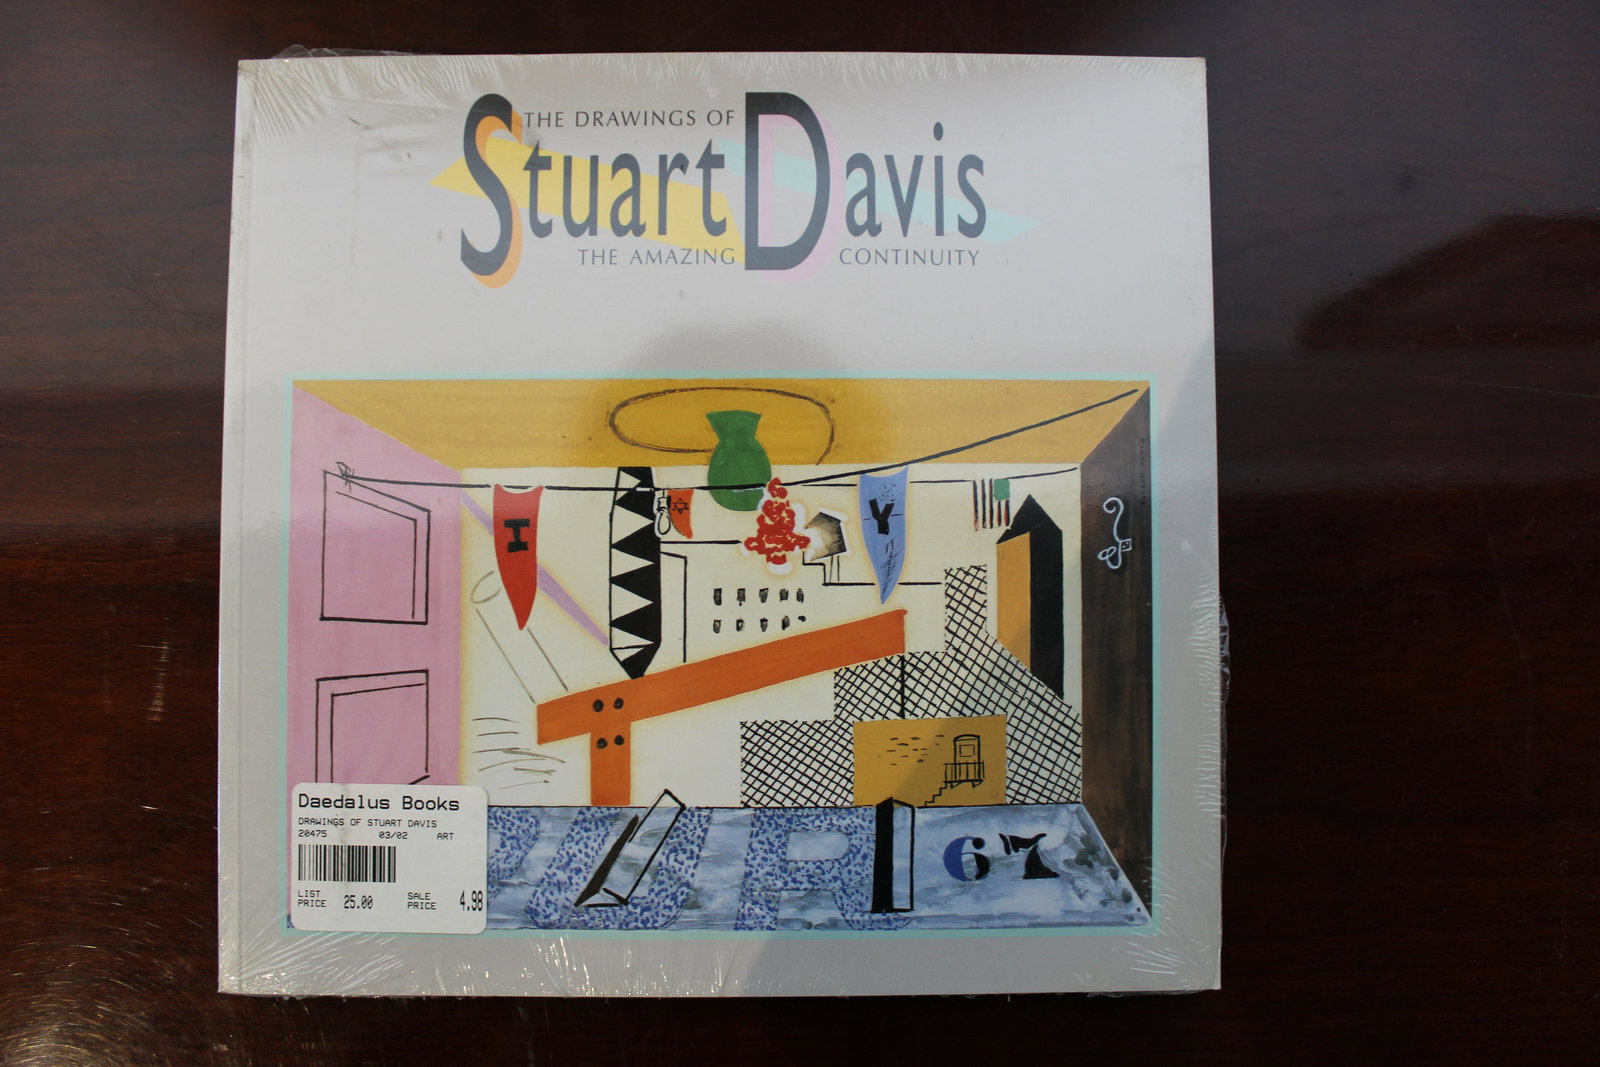 THE DRAWINGS OF
Stuart Davis
THE AMAZING CONTINUITY
I
Y
67
Daedalus Books
DRAWINGS OF STUART DAVIS
20475 03/02 ART
LIST PRICE 25.00 SALE PRICE 4.98